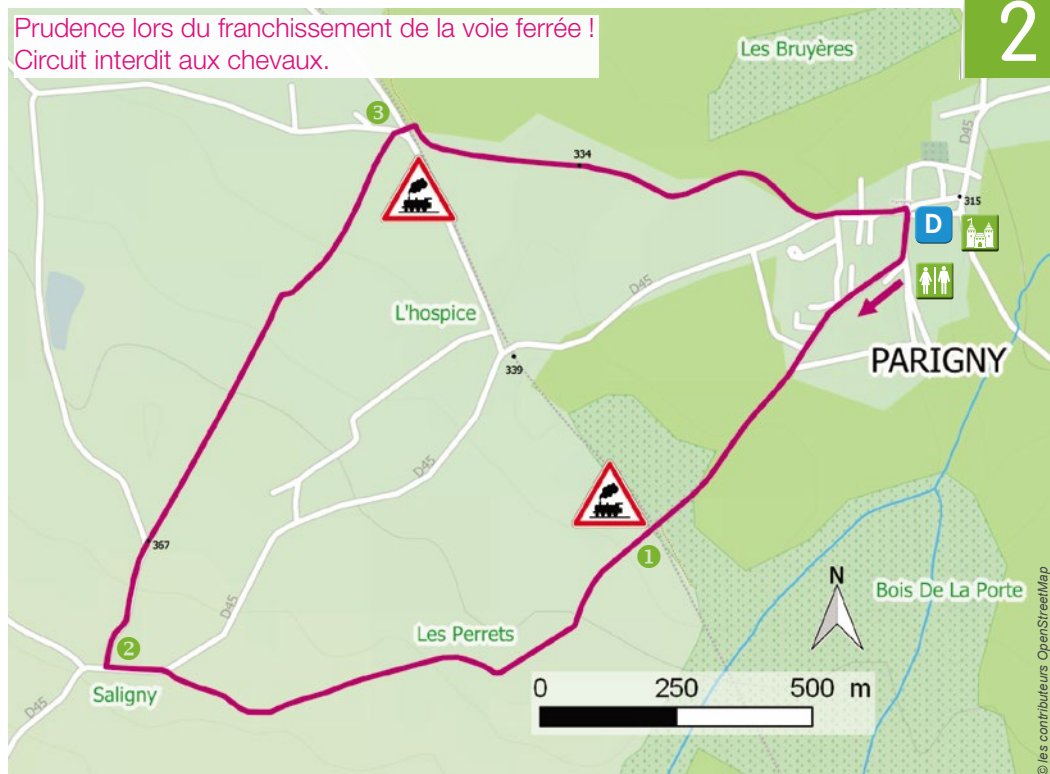 Prudence lors du franchissement de la voie ferrée !
Circuit interdit aux chevaux.
2
Les Bruyères
D45
3
334
315
D
D45
L'hospice
PARIGNY
339
D45
1
367
N
Bois De La Porte
D45
Les Perrets
2
Saligny
D45
0 250 500 m
© les contributeurs OpenStreetMap